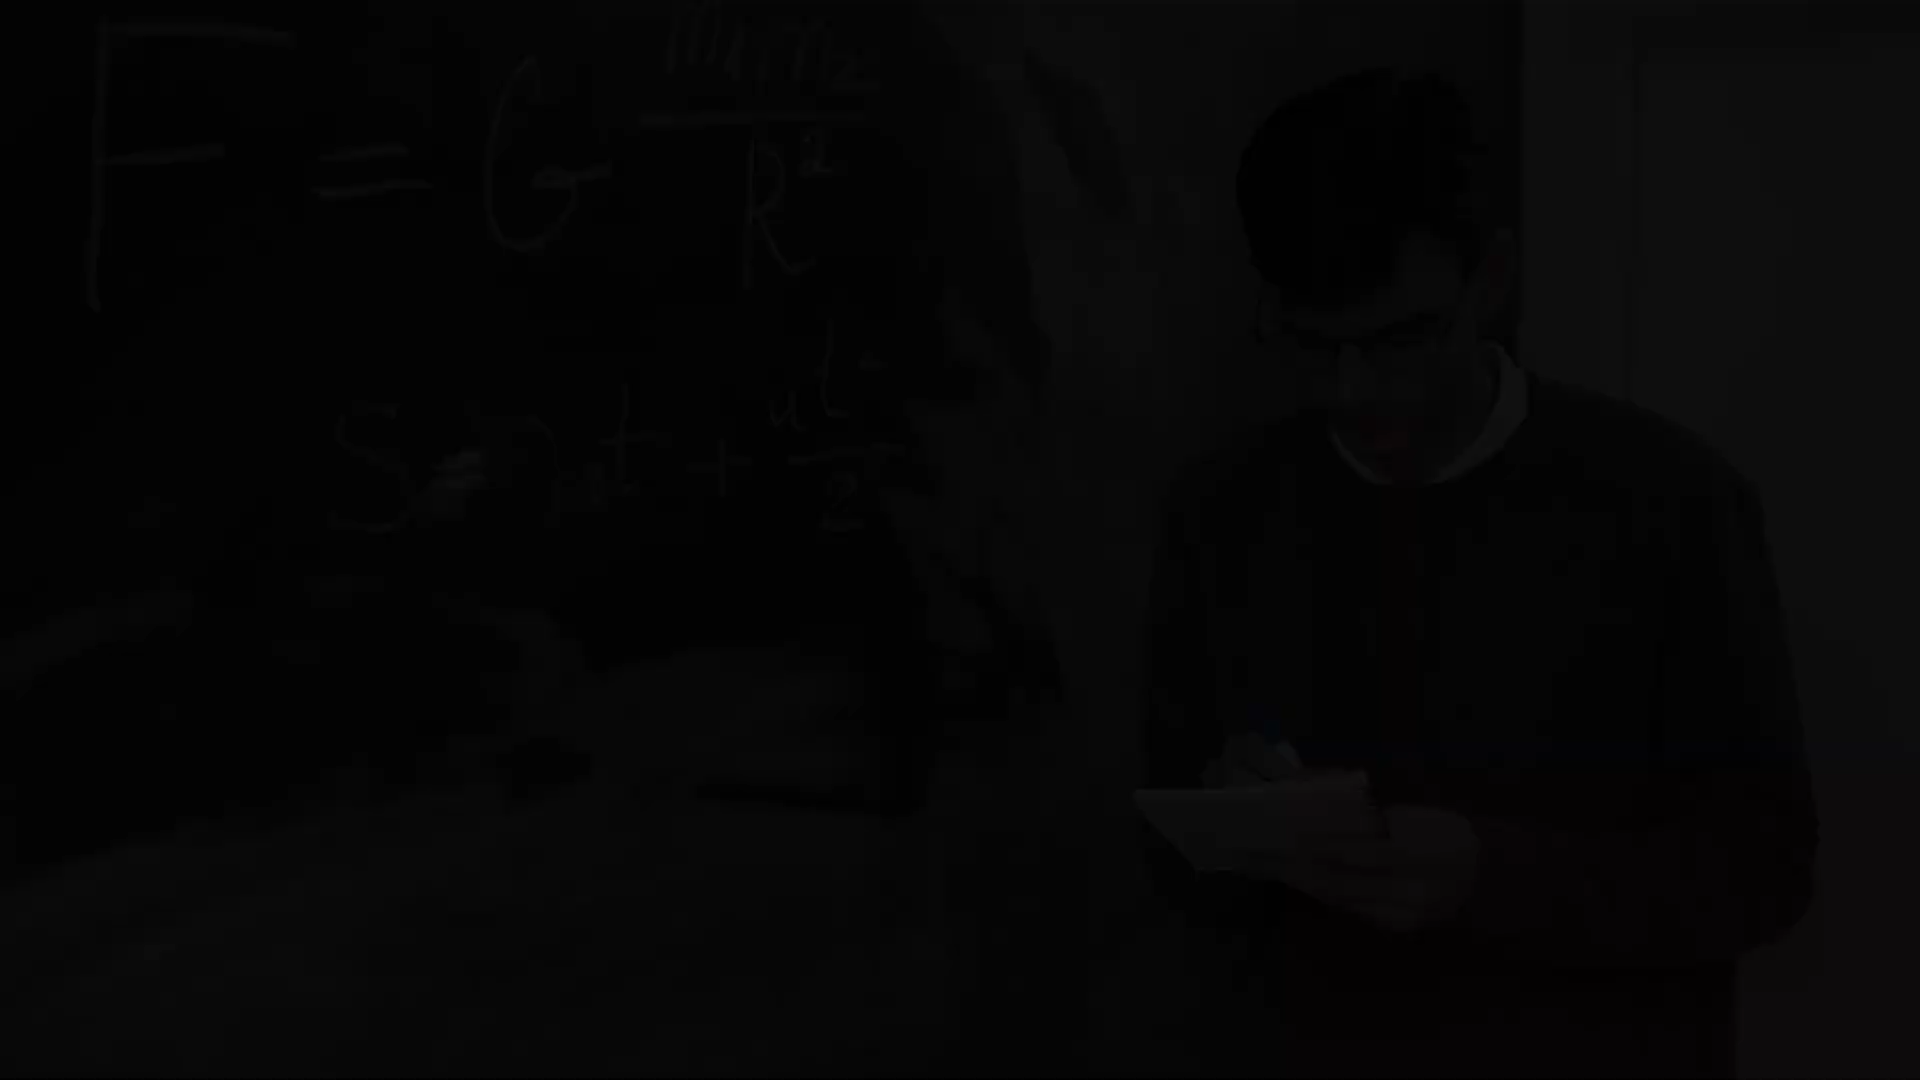 F = G m₁m₂ / R²
S = v₀t + at² / 2